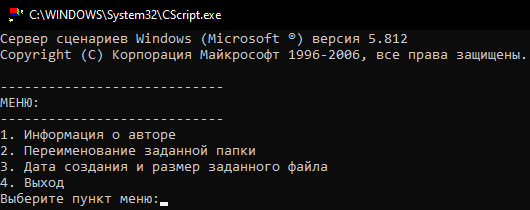 C:\WINDOWS\System32\CScript.exe
Сервер сценариев Windows (Microsoft ®) версия 5.812
Copyright (C) Корпорация Майкрософт 1996-2006, все права защищены.
----------------------------
МЕНЮ:
----------------------------
1. Информация о авторе
2. Переименование заданной папки
3. Дата создания и размер заданного файла
4. Выход
Выберите пункт меню: